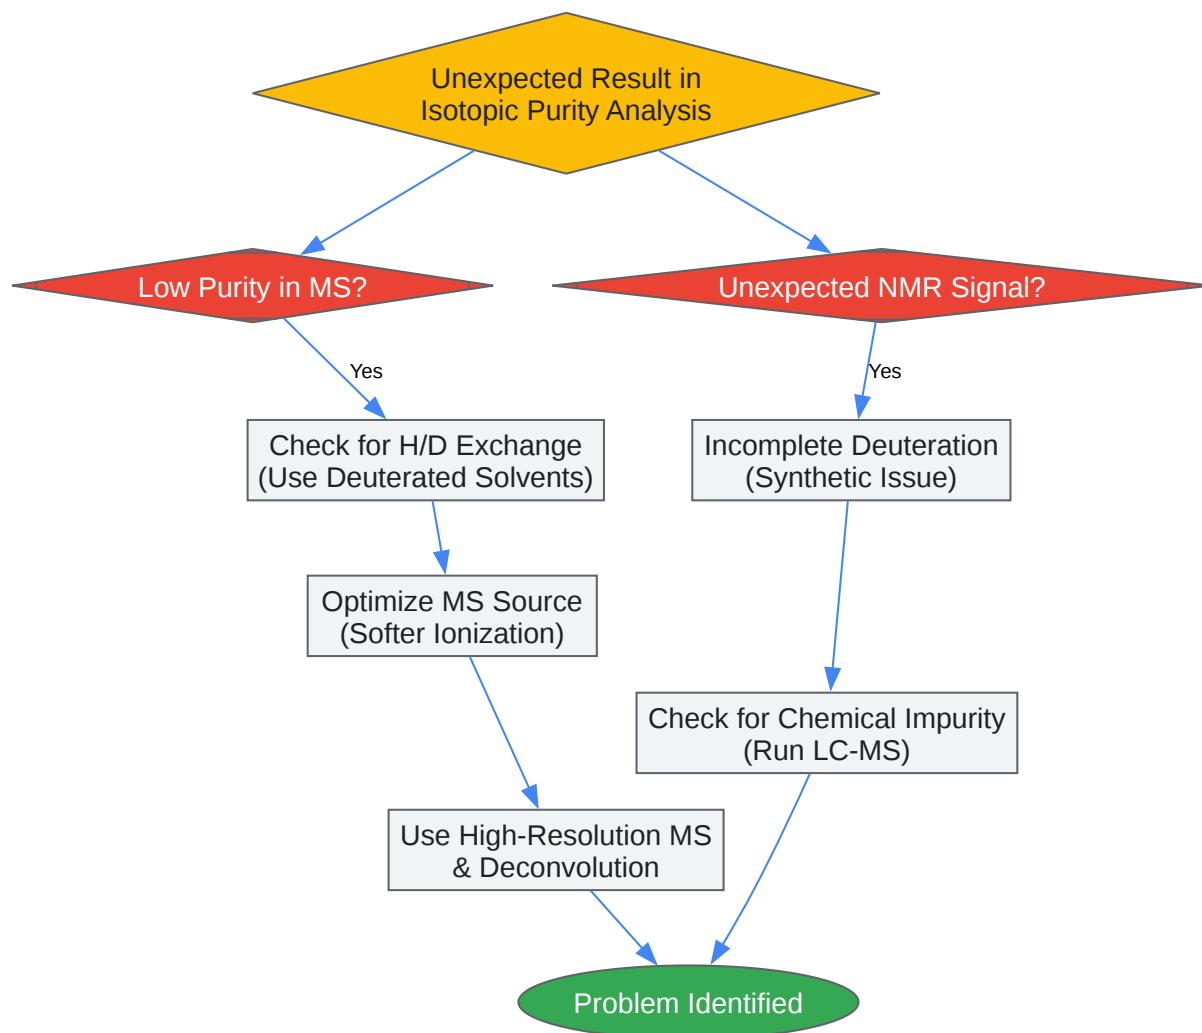 Unexpected Result in
Isotopic Purity Analysis
Low Purity in MS?
Unexpected NMR Signal?
Yes
Yes
Check for H/D Exchange
(Use Deuterated Solvents)
Incomplete Deuteration
(Synthetic Issue)
Optimize MS Source
(Softer Ionization)
Check for Chemical Impurity
(Run LC-MS)
Use High-Resolution MS
& Deconvolution
Problem Identified